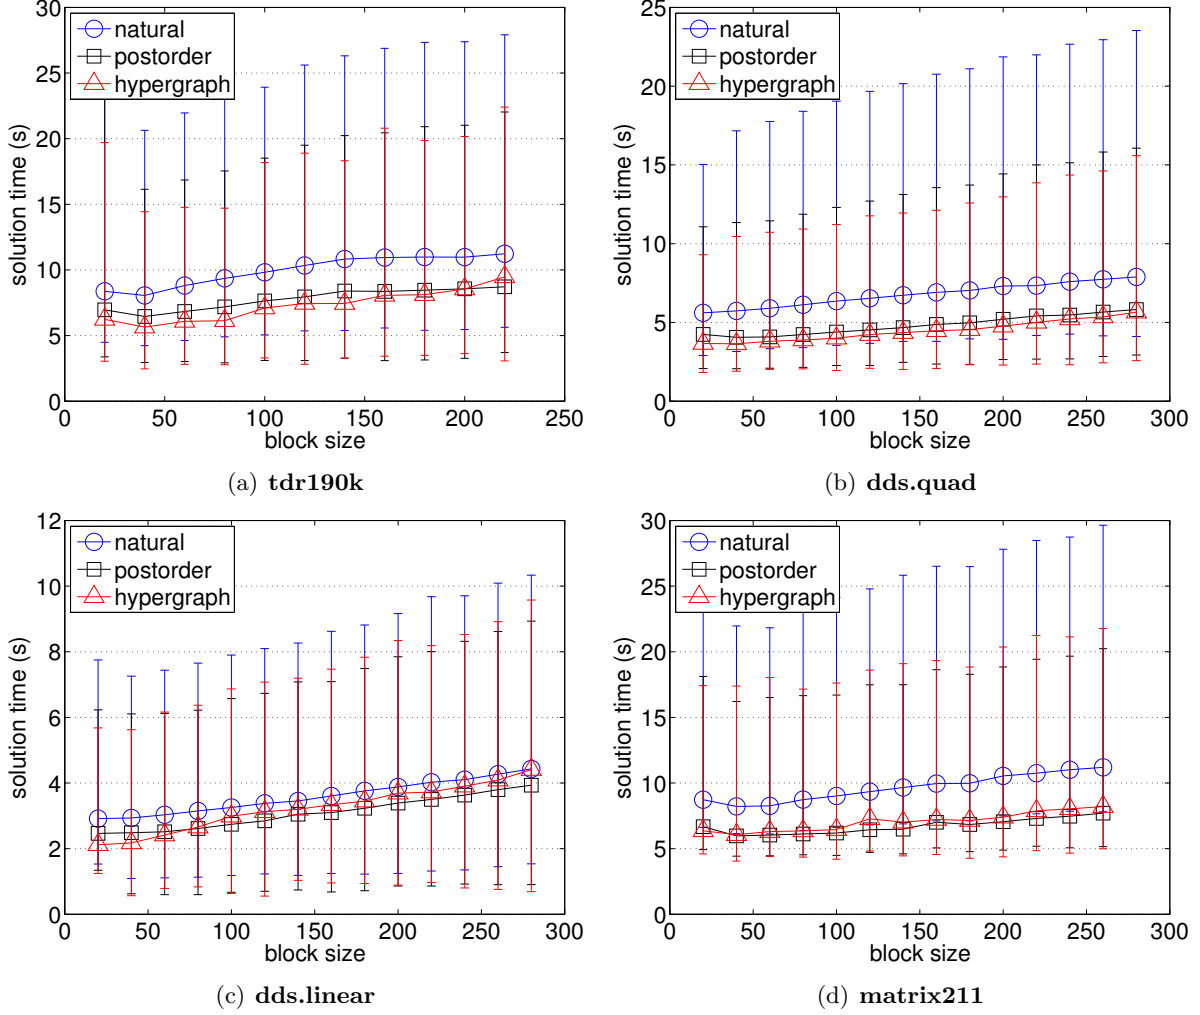 30
25
20
15
10
5
0
0 50 100 150 200 250
solution time (s)
block size
natural
postorder
hypergraph
(a) tdr190k
25
20
15
10
5
0
0 50 100 150 200 250 300
solution time (s)
block size
natural
postorder
hypergraph
(b) dds.quad
12
10
8
6
4
2
0
0 50 100 150 200 250 300
solution time (s)
block size
natural
postorder
hypergraph
(c) dds.linear
30
25
20
15
10
5
0
0 50 100 150 200 250 300
solution time (s)
block size
natural
postorder
hypergraph
(d) matrix211